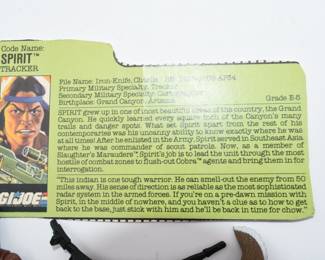 Code Name:
SPIRIT™
TRACKER
File Name: Iron-Knife, Charlie
Primary Military Specialty: Tracker
Secondary Military Specialty:
Birthplace: Grand Canyon, Arizona
Grade E-5
SPIRIT grew up in one of most beautiful areas of the country, the Grand
Canyon. He quickly learned every square inch of the Canyon's many
trails and danger spots. What set Spirit apart from the rest of his
contemporaries was his uncanny ability to know exactly where he was
at all times! After he enlisted in the Army, Spirit served in Southeast Asia
where he was commander of scout patrols. Now, as a member of
Slaughter's Marauders™ Spirit's job is to lead the unit through the most
hostile of combat zones to flush-out Cobra® agents and bring them in for
interrogation.
"This indian is one tough warrior. He can smell-out the enemy from 50
miles away. His sense of direction is as reliable as the most sophisticated
radar system in the armed forces. If you're on a pre-dawn mission with
Spirit, in the middle of nowhere, and you haven't a clue as to how to get
back to the base, just stick with him and he'll be back in time for chow."
GI JOE